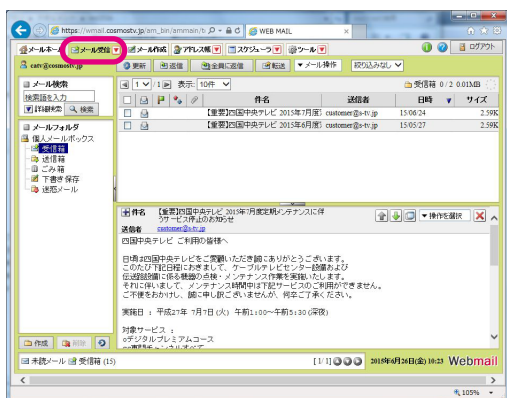 https://wmail.cosmostv.jp/am_bin/ammain/
WEB MAIL
メールホーム
メール受信
メール作成
アドレス帳
スケジューラ
ツール
ログアウト
catv@cosmostv.jp
更新
返信
全員に返信
転送
▼メール操作
絞り込みなし
メール検索
検索語を入力
▼詳細検索
検索
1
/1
表示:
10件
受信箱 0 / 2 0.01MB
件名
送信者
日時
▼
サイズ
【重要】四国中央テレビ 2015年7月度
customer@s-tv.jp
15/06/24
2.59K
【重要】四国中央テレビ 2015年6月度
customer@s-tv.jp
15/05/27
2.59K
メールフォルダ
個人メールボックス
受信箱
送信箱
ごみ箱
下書き保存
迷惑メール
件名
【重要】四国中央テレビ 2015年7月度定期メンテナンスに伴
うサービス停止のお知らせ
▼操作を選択
送信者
customer@s-tv.jp
四国中央テレビ ご利用の皆様へ
日頃は四国中央テレビをご愛顧いただき誠にありがとうございます。
このたび下記日程におきまして、ケーブルテレビセンター設備および
伝送路設備に係る機器の点検・メンテナンス作業を実施いたします。
それに伴いまして、メンテナンス時間中は下記サービスのご利用ができません。
ご不便をおかけし、誠に申し訳ございませんが、何卒ご了承ください。
実施日 : 平成27年 7月7日(火) 午前1:00~午前5:30(深夜)
対象サービス :
oデジタルプレミアムコース
作成
削除
未読メール
受信箱 (15)
[1/1]
2015年6月26日(金) 10:23
Webmail
105%